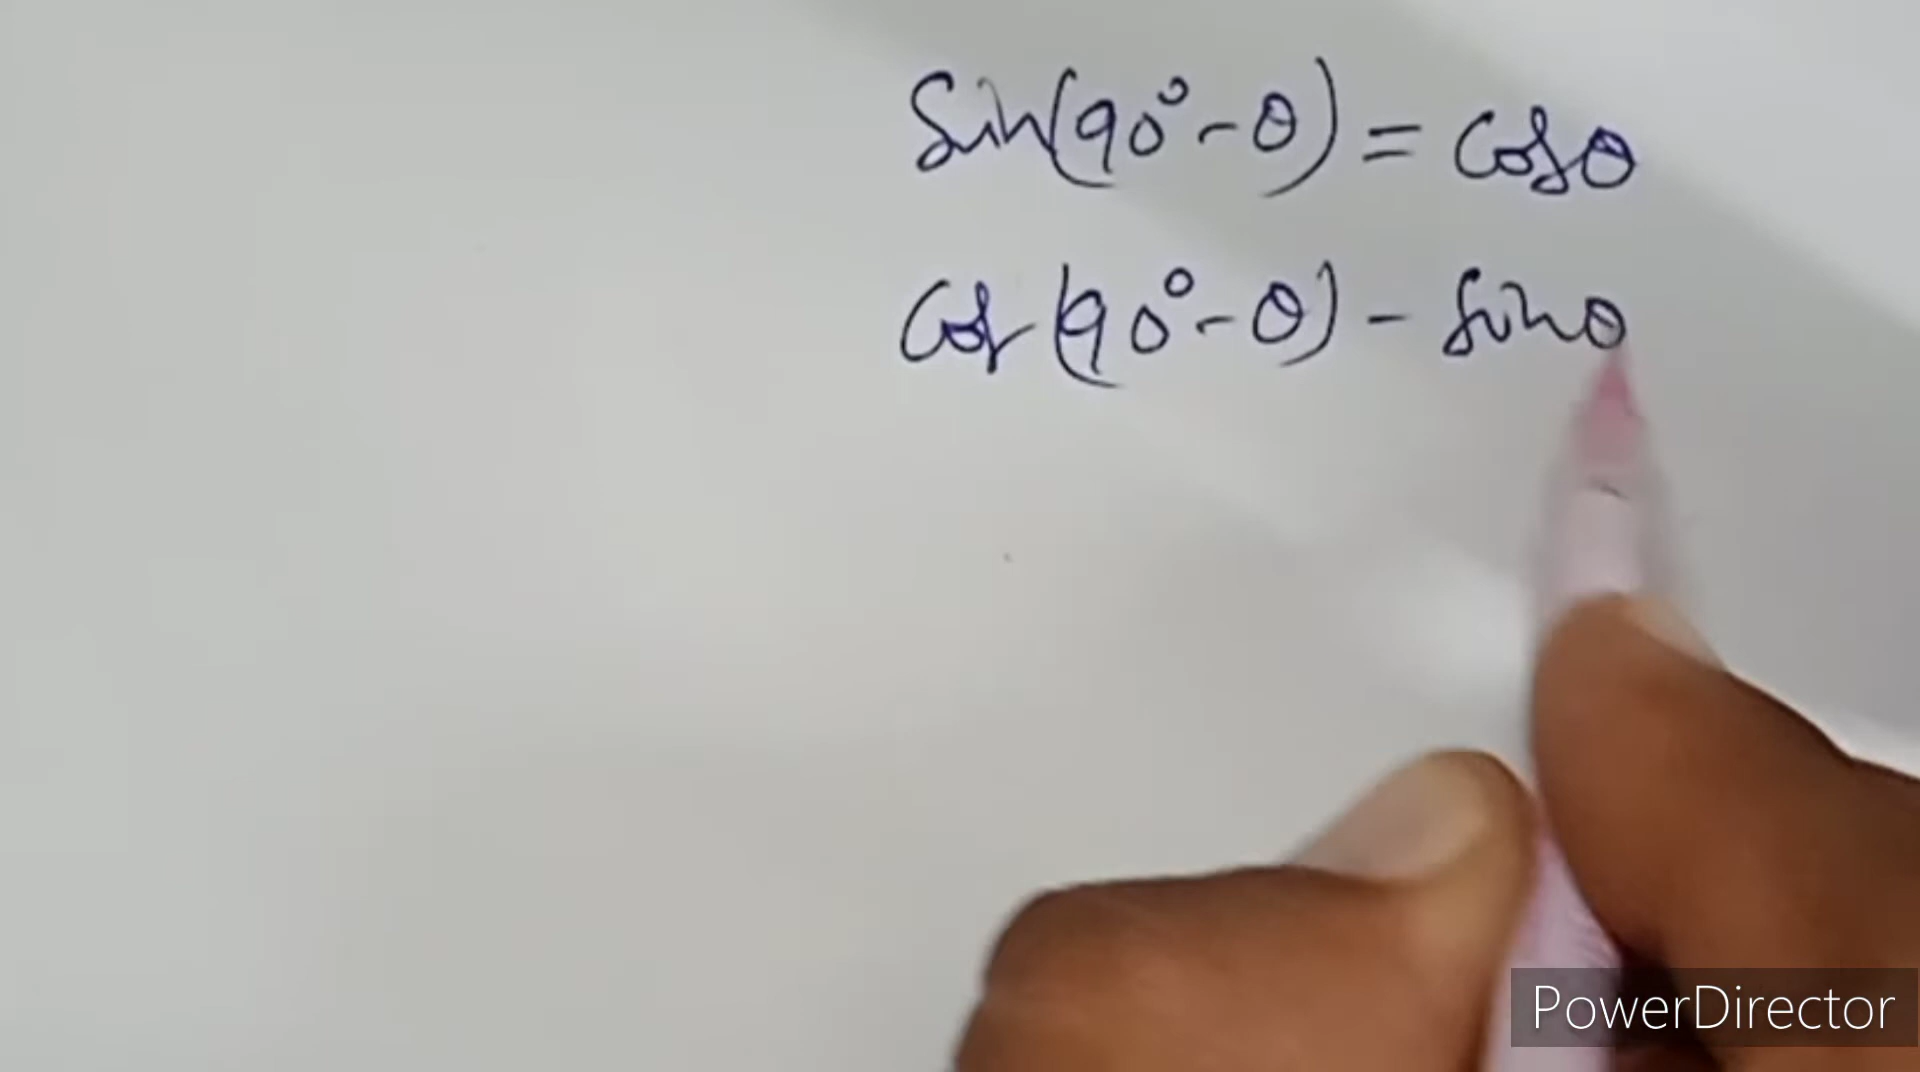 Sin(90°-θ) = Cosθ
Cos(90°-θ) - Sinθ
PowerDirector